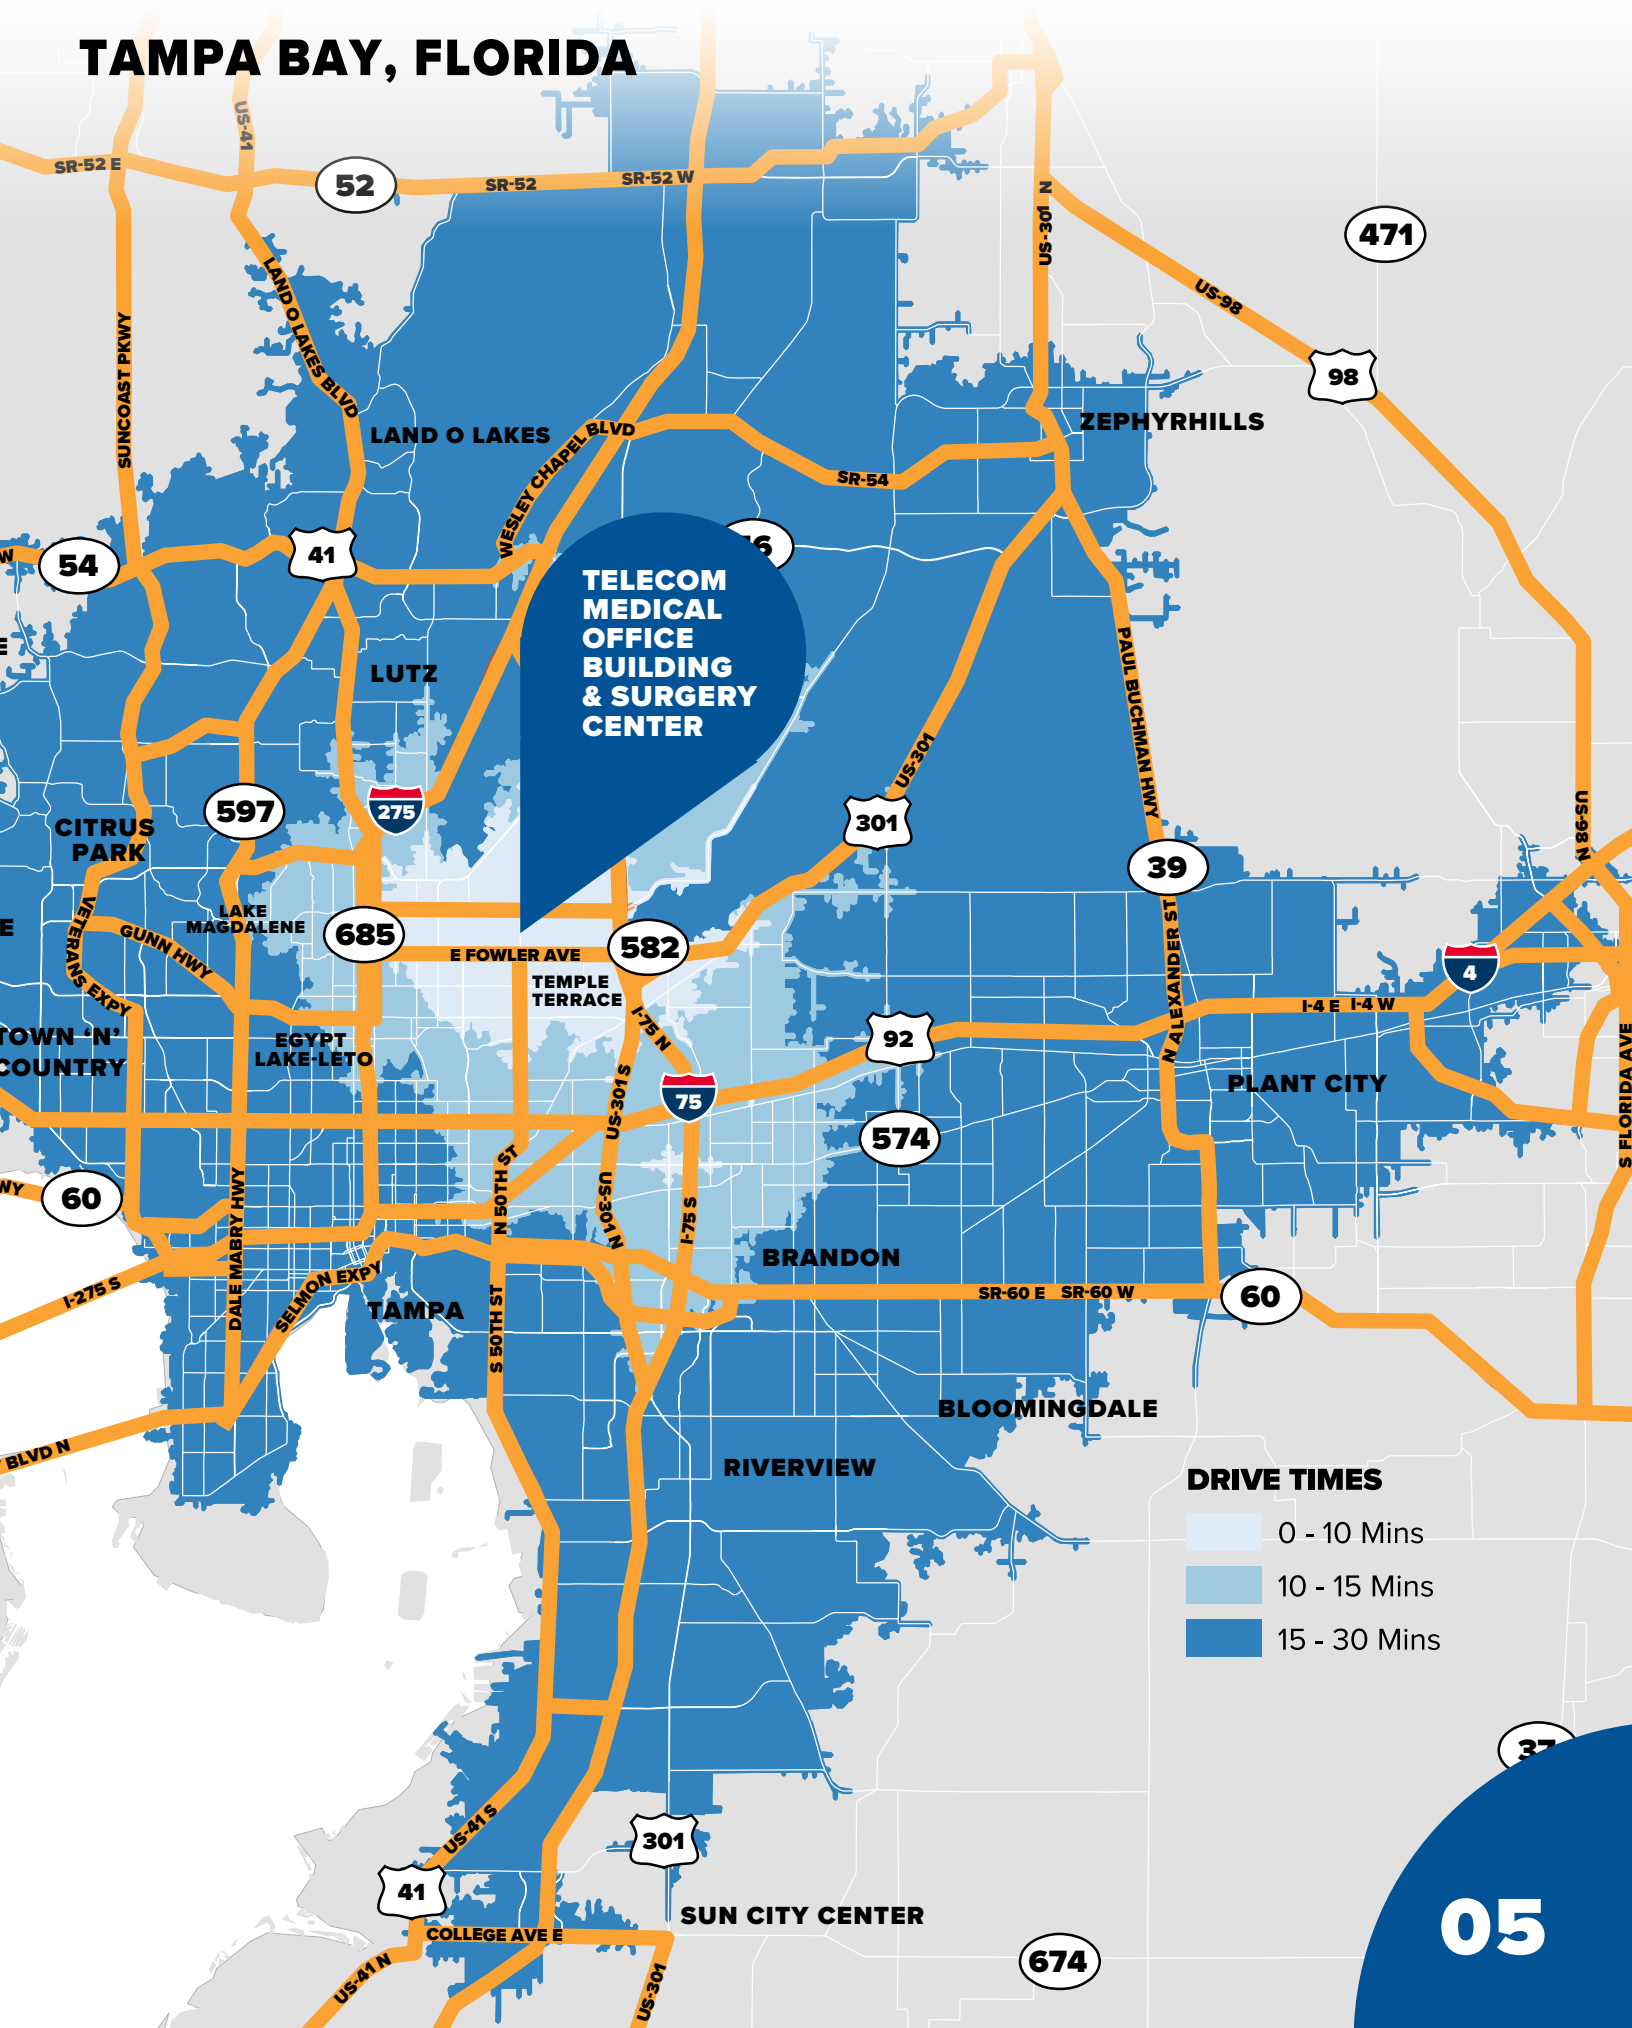 TAMPA BAY, FLORIDA
US-41
SR-52 E
52
SR-52
SR-52 W
US-301 N
471
US-98
98
SUNCOAST PKWY
LAND O LAKES BLVD
LAND O LAKES
WESLEY CHAPEL BLVD
ZEPHYRHILLS
SR-54
W
54
41
6
TELECOM
MEDICAL
OFFICE
BUILDING
& SURGERY
CENTER
E
LUTZ
PAUL BUCHMAN HWY
US-301
275
597
301
39
US-98 N
CITRUS
PARK
LAKE
MAGDALENE
VETERANS EXPY
GUNN HWY
E
685
E FOWLER AVE
582
TEMPLE
TERRACE
N ALEXANDER ST
4
I-4 E
I-4 W
I-75 N
92
TOWN ‘N’
COUNTRY
EGYPT
LAKE-LETO
PLANT CITY
75
US-301 S
574
S FLORIDA AVE
N 50TH ST
WY
60
DALE MABRY HWY
US-301 N
I-75 S
BRANDON
I-275 S
SELMON EXPY
TAMPA
S 50TH ST
SR-60 E
SR-60 W
60
BLOOMINGDALE
BLVD N
RIVERVIEW
DRIVE TIMES
0 - 10 Mins
10 - 15 Mins
15 - 30 Mins
37
US-41 S
301
41
SUN CITY CENTER
COLLEGE AVE E
US-41 N
US-301
674
05